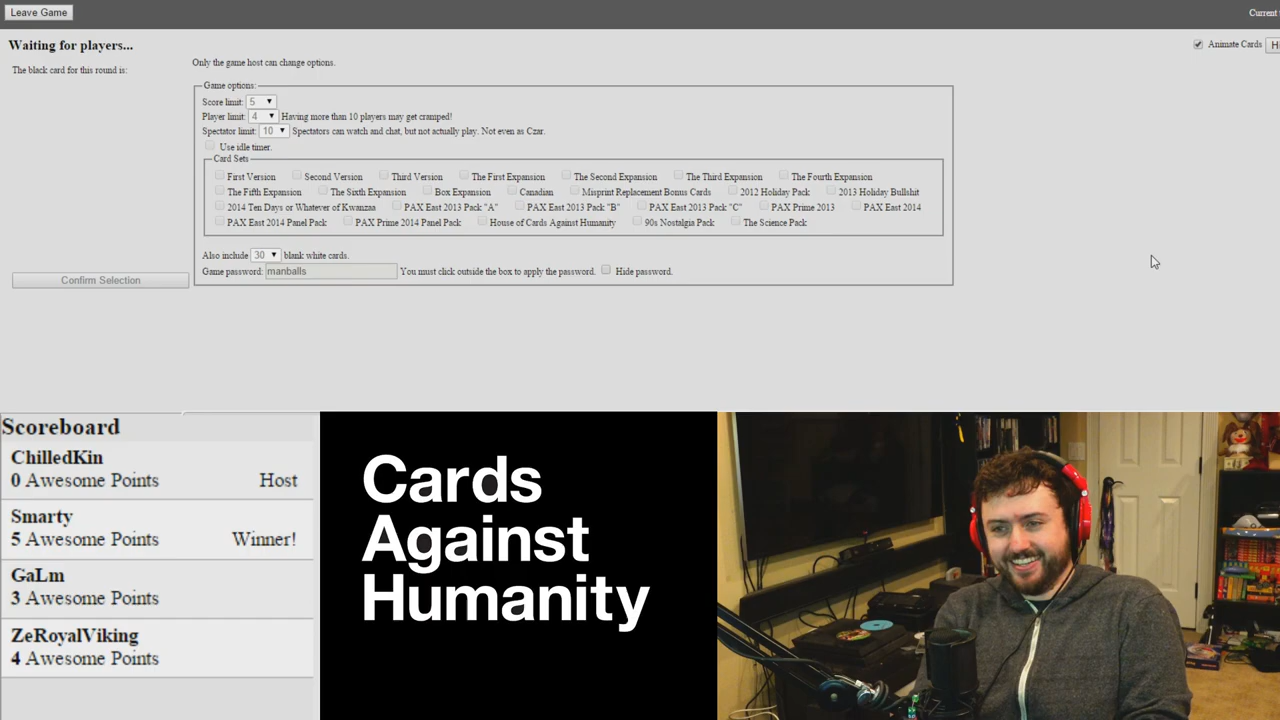 Leave Game
Current
Waiting for players...
Animate Cards
Hi
The black card for this round is:
Only the game host can change options.
Game options:
Score limit: 5
Player limit: 4 Having more than 10 players may get cramped!
Spectator limit: 10 Spectators can watch and chat, but not actually play. Not even as Czar.
Use idle timer.
Card Sets
First Version Second Version Third Version The First Expansion The Second Expansion The Third Expansion The Fourth Expansion
The Fifth Expansion The Sixth Expansion Box Expansion Canadian Misprint Replacement Bonus Cards 2012 Holiday Pack 2013 Holiday Bullshit
2014 Ten Days or Whatever of Kwanzaa PAX East 2013 Pack "A" PAX East 2013 Pack "B" PAX East 2013 Pack "C" PAX Prime 2013 PAX East 2014
PAX East 2014 Panel Pack PAX Prime 2014 Panel Pack House of Cards Against Humanity 90s Nostalgia Pack The Science Pack
Also include 30 blank white cards.
Game password: manballs You must click outside the box to apply the password. Hide password.
Confirm Selection
Scoreboard
ChilledKin
0 Awesome Points Host
Smarty
5 Awesome Points Winner!
GaLm
3 Awesome Points
ZeRoyalViking
4 Awesome Points
Cards
Against
Humanity